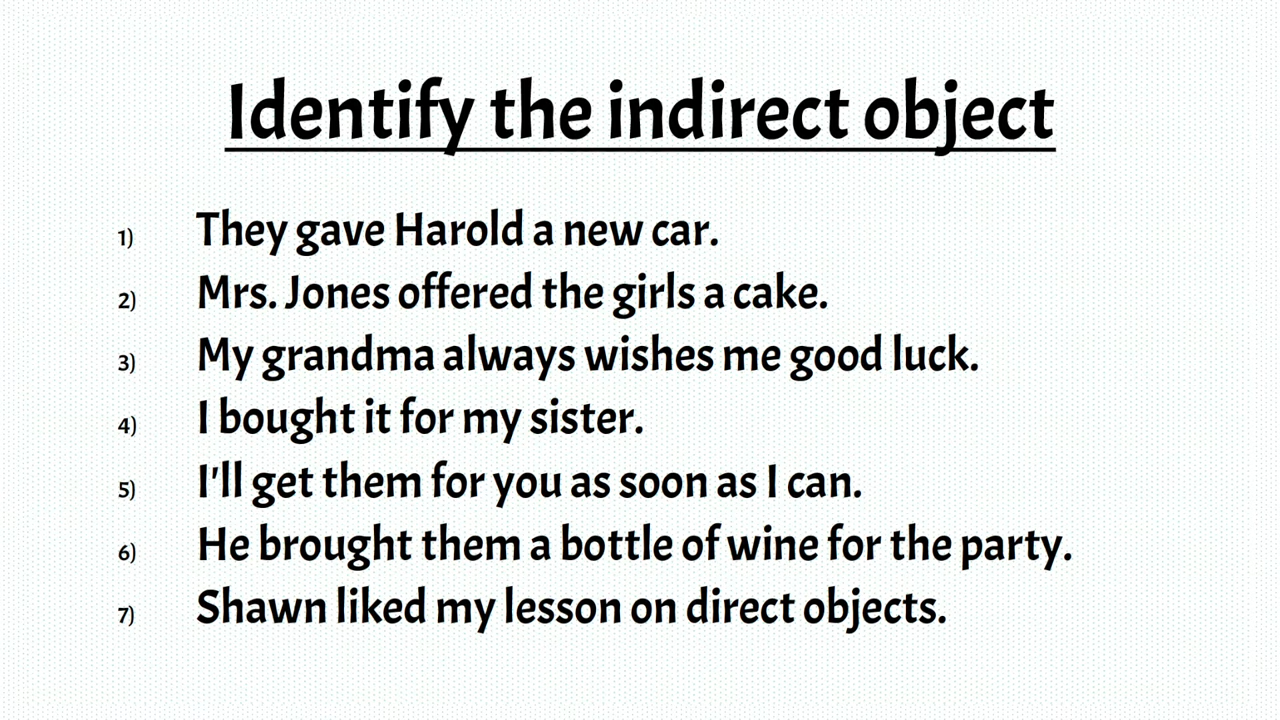 Identify the indirect object
1) They gave Harold a new car.
2) Mrs. Jones offered the girls a cake.
3) My grandma always wishes me good luck.
4) I bought it for my sister.
5) I'll get them for you as soon as I can.
6) He brought them a bottle of wine for the party.
7) Shawn liked my lesson on direct objects.